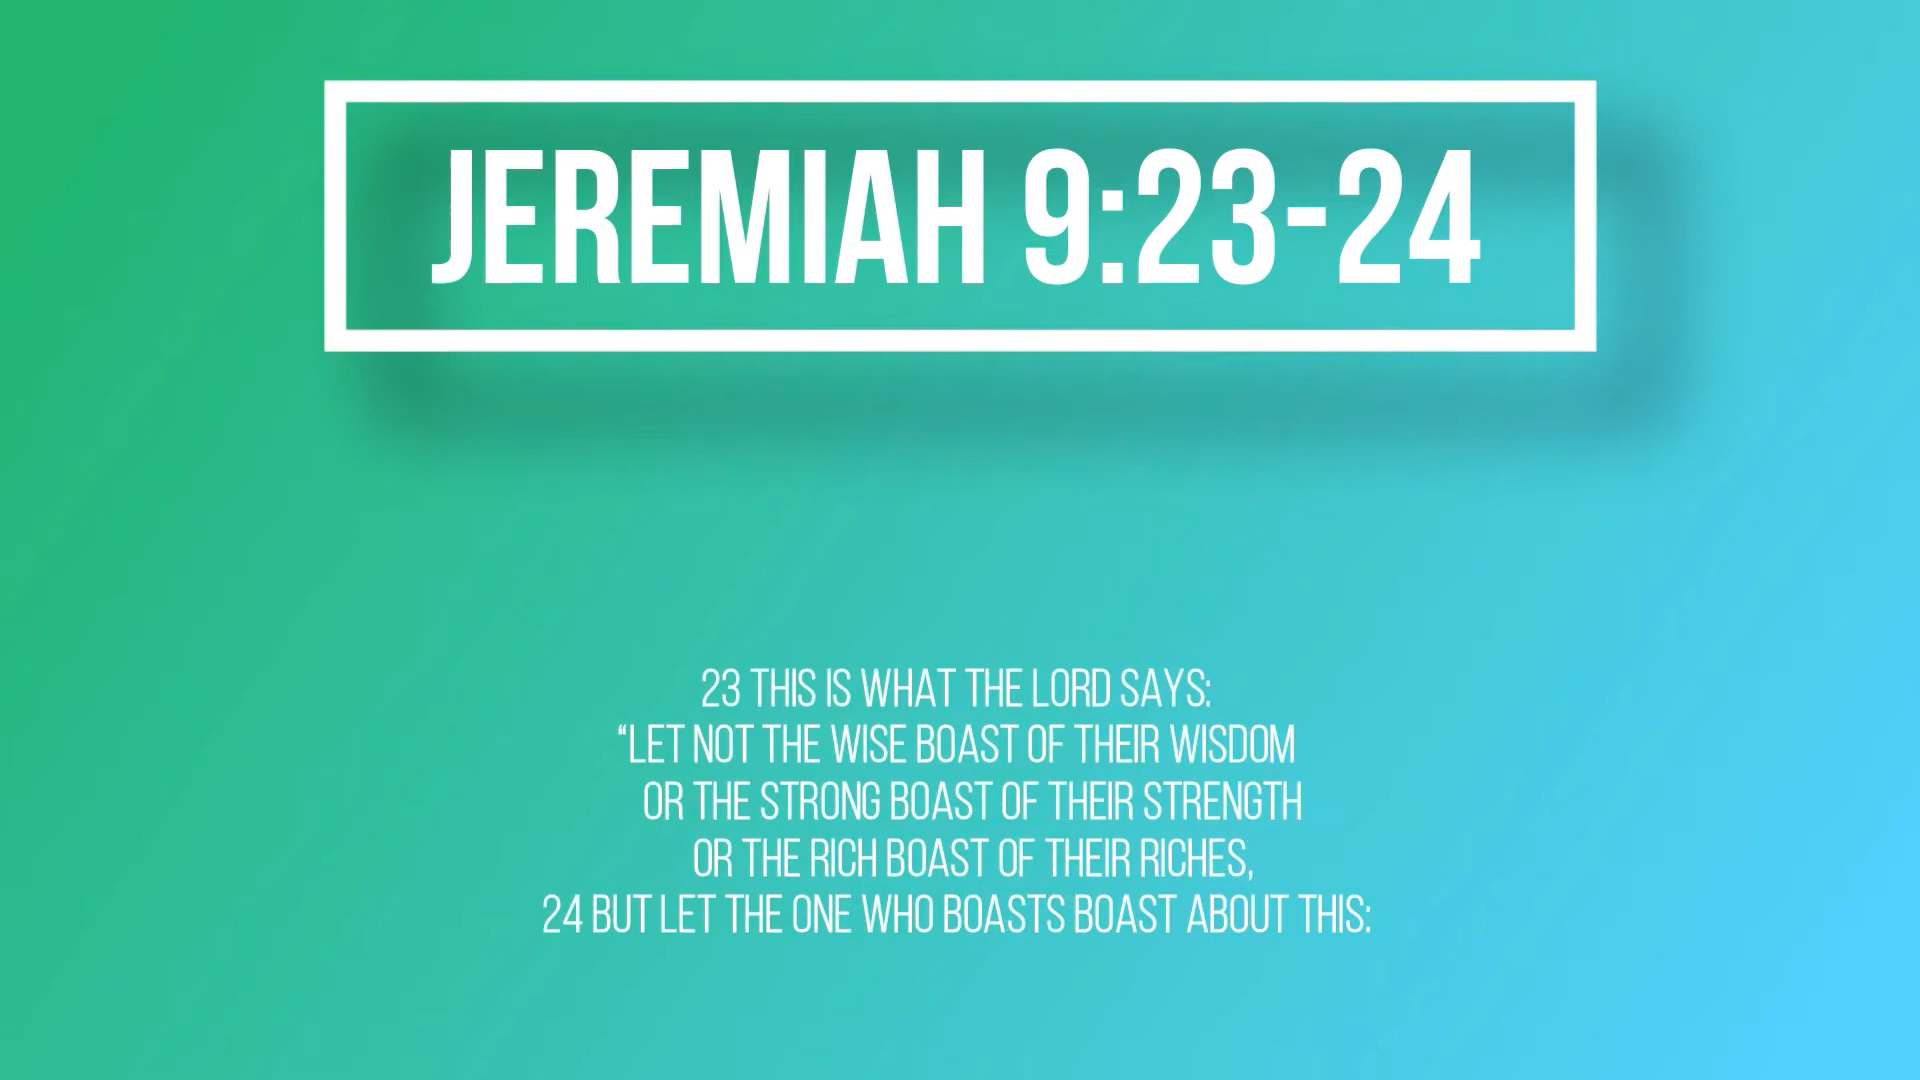 JEREMIAH 9:23-24
23 THIS IS WHAT THE LORD SAYS:
“LET NOT THE WISE BOAST OF THEIR WISDOM
OR THE STRONG BOAST OF THEIR STRENGTH
OR THE RICH BOAST OF THEIR RICHES,
24 BUT LET THE ONE WHO BOASTS BOAST ABOUT THIS: